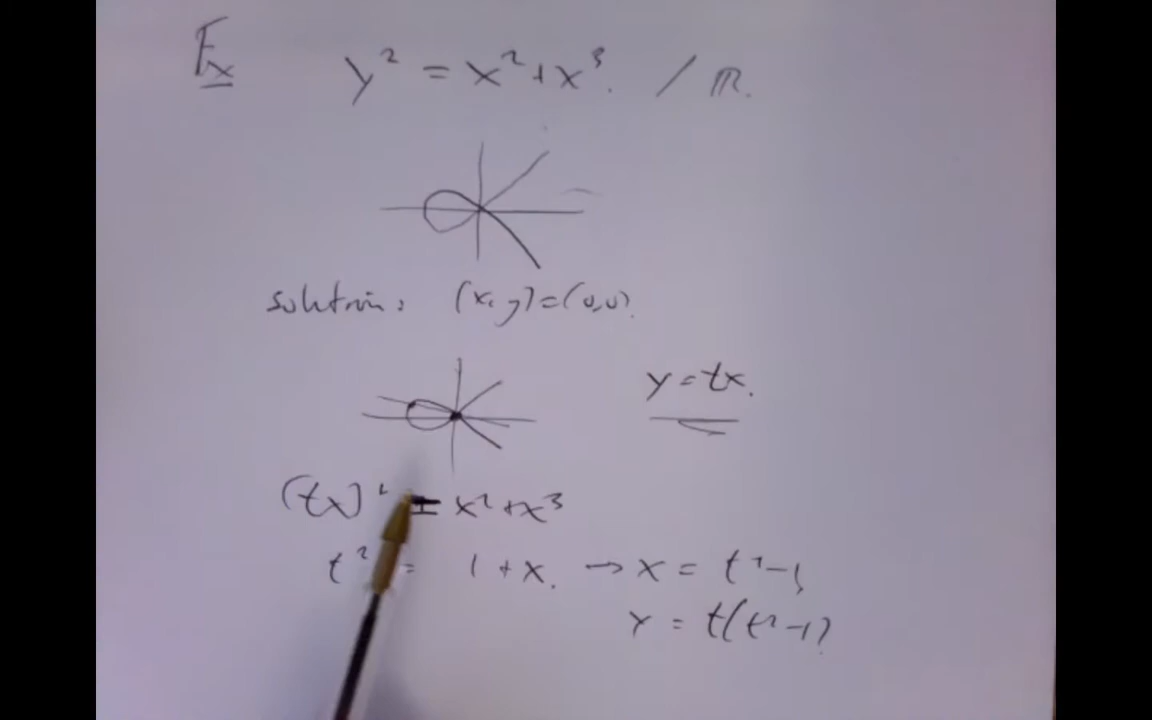 Ex y² = x² + x³. / ℝ.
solution: (x, y) = (0,0).
y = tx.
(tx)² = x² + x³
t² = 1 + x. → x = t² - 1,
y = t(t² - 1)